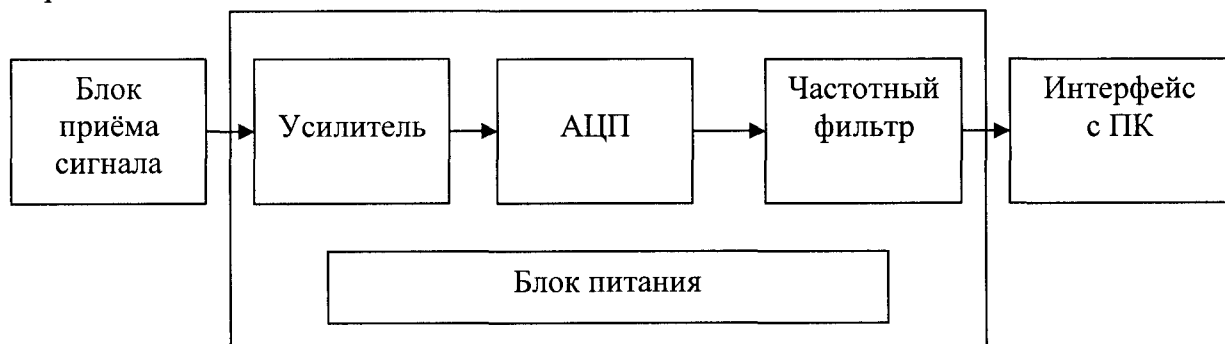 Блок
приёма
сигнала
Усилитель
АЦП
Частотный
фильтр
Интерфейс
с ПК
Блок питания